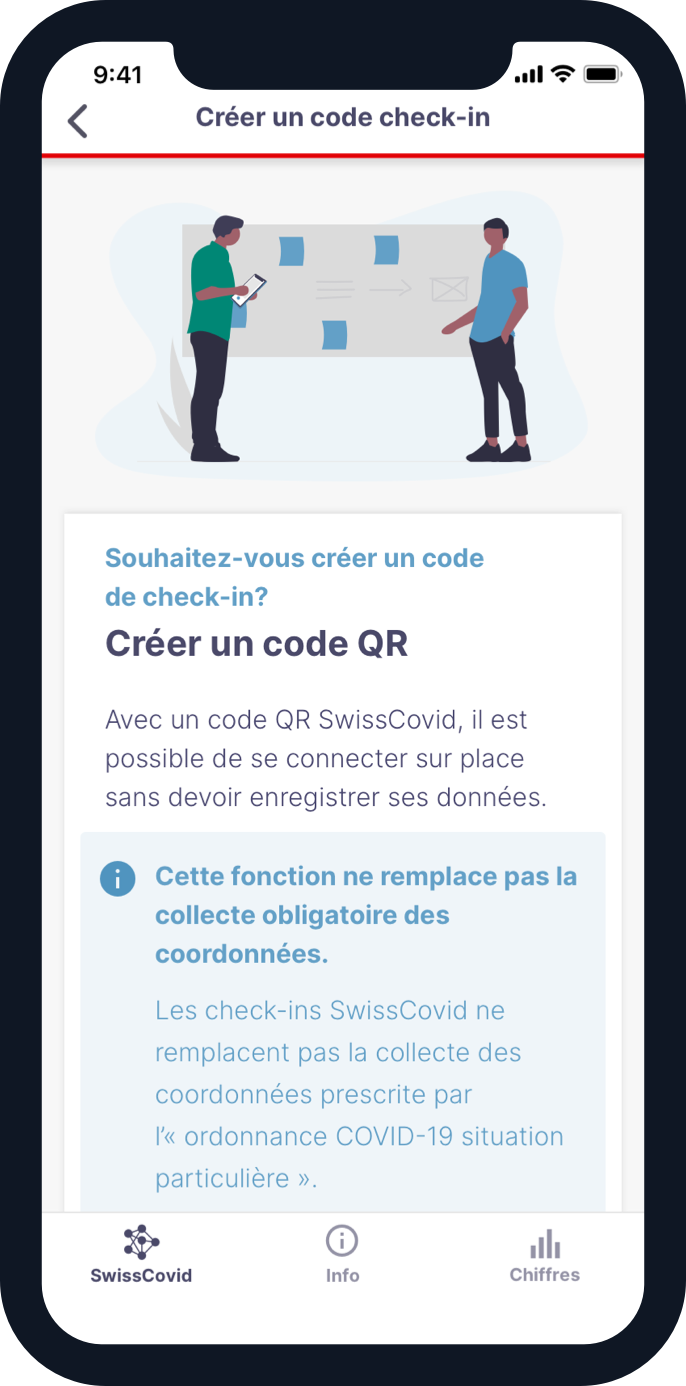 9:41
Créer un code check-in
Souhaitez-vous créer un code
de check-in?
Créer un code QR
Avec un code QR SwissCovid, il est
possible de se connecter sur place
sans devoir enregistrer ses données.
Cette fonction ne remplace pas la
collecte obligatoire des
coordonnées.
Les check-ins SwissCovid ne
remplacent pas la collecte des
coordonnées prescrite par
l’« ordonnance COVID-19 situation
particulière ».
SwissCovid
Info
Chiffres